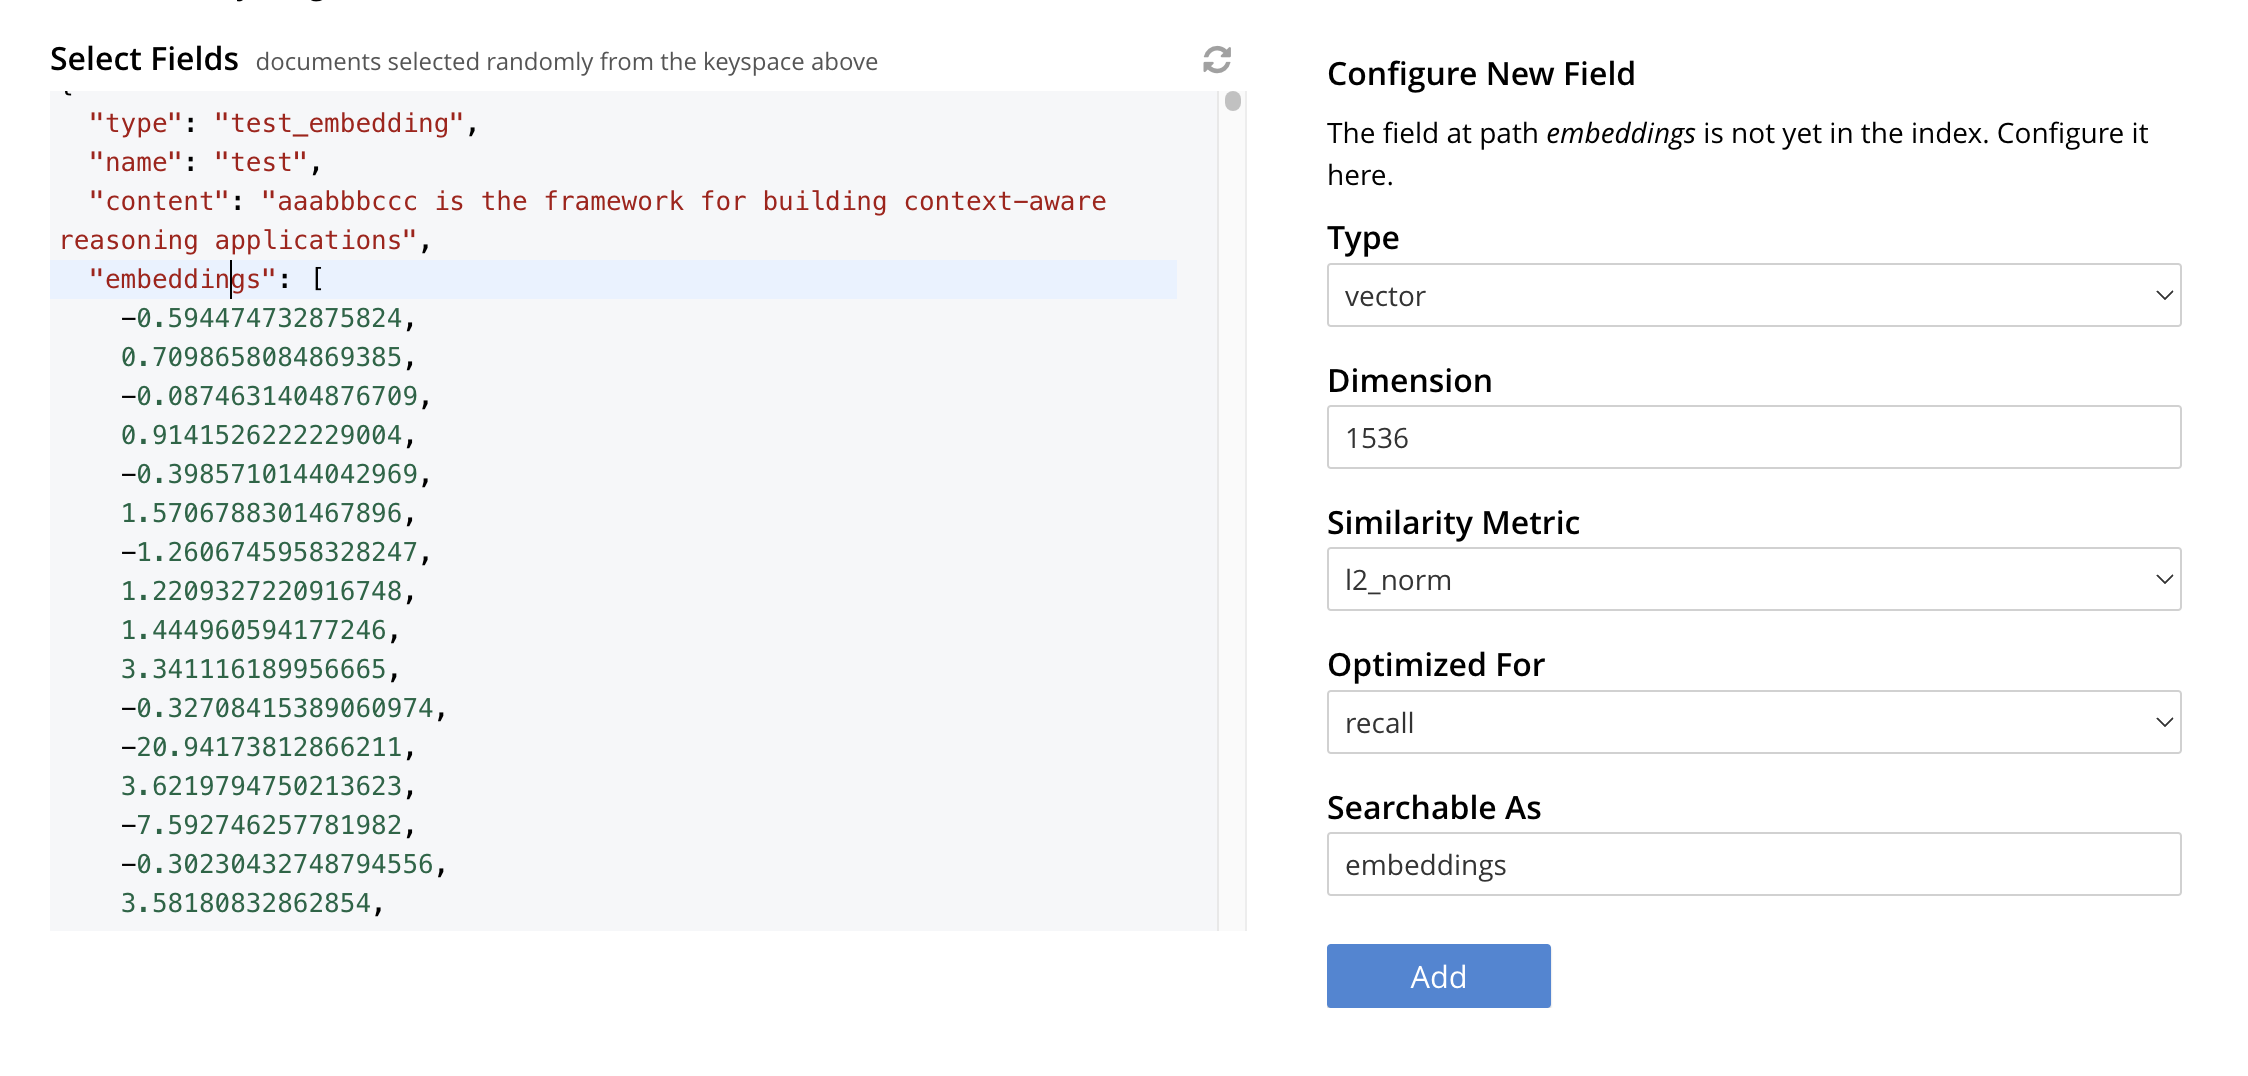 Select Fields documents selected randomly from the keyspace above
{
"type": "test_embedding",
"name": "test",
"content": "aaabbbccc is the framework for building context-aware
reasoning applications",
"embeddings": [
-0.594474732875824,
0.7098658084869385,
-0.0874631404876709,
0.9141526222229004,
-0.3985710144042969,
1.5706788301467896,
-1.2606745958328247,
1.2209327220916748,
1.444960594177246,
3.341116189956665,
-0.32708415389060974,
-20.94173812866211,
3.6219794750213623,
-7.592746257781982,
-0.30230432748794556,
3.58180832862854,
Configure New Field
The field at path embeddings is not yet in the index. Configure it
here.
Type
vector
Dimension
1536
Similarity Metric
l2_norm
Optimized For
recall
Searchable As
embeddings
Add